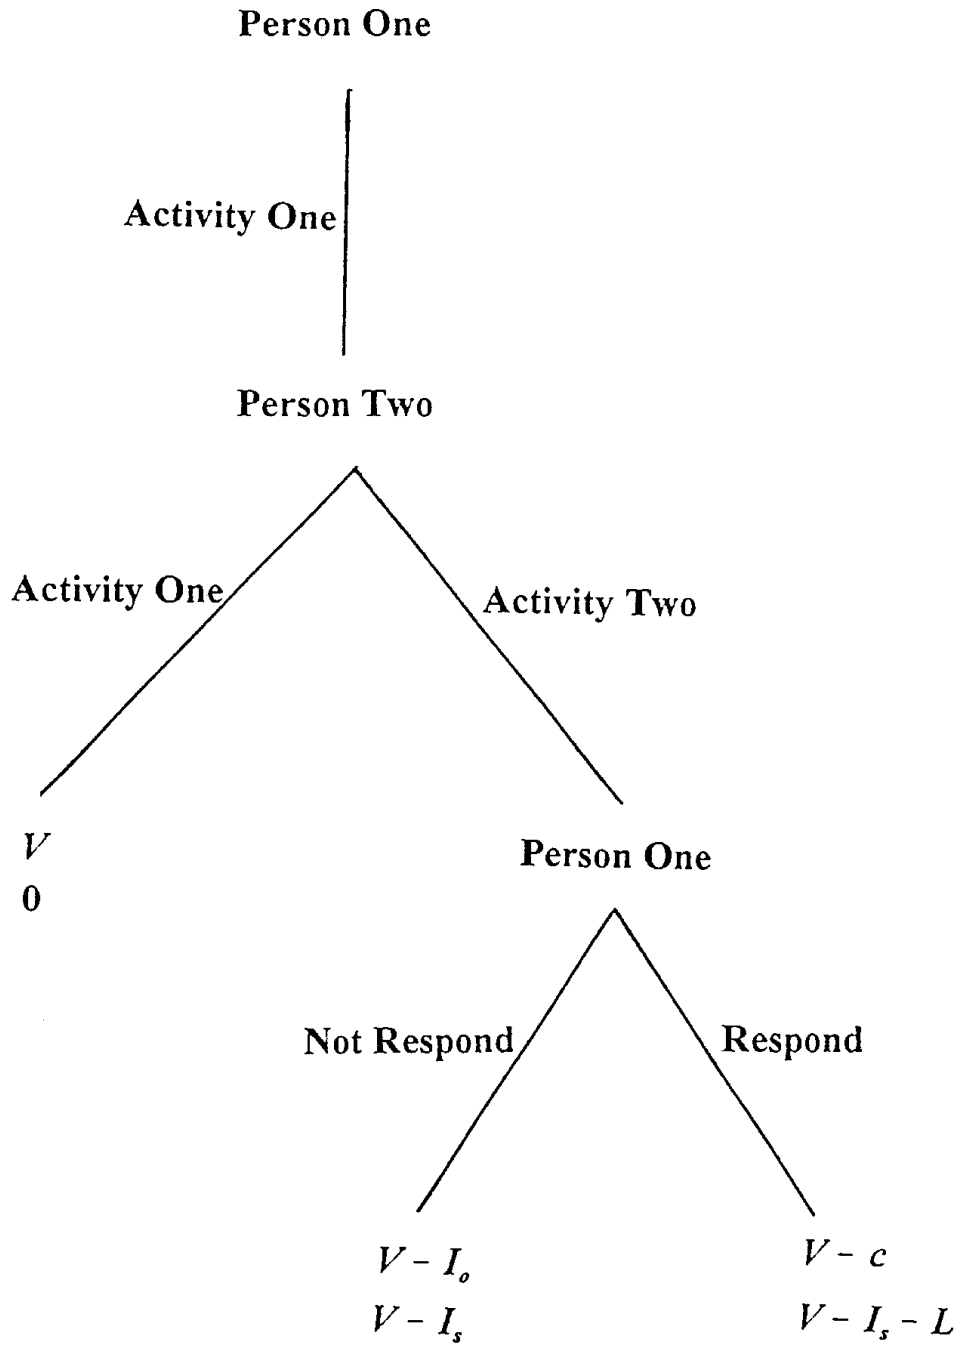 Person One
Activity One
Person Two
Activity One
Activity Two
V
0
Person One
Not Respond
Respond
V - I_o
V - I_s
V - c
V - I_s - L